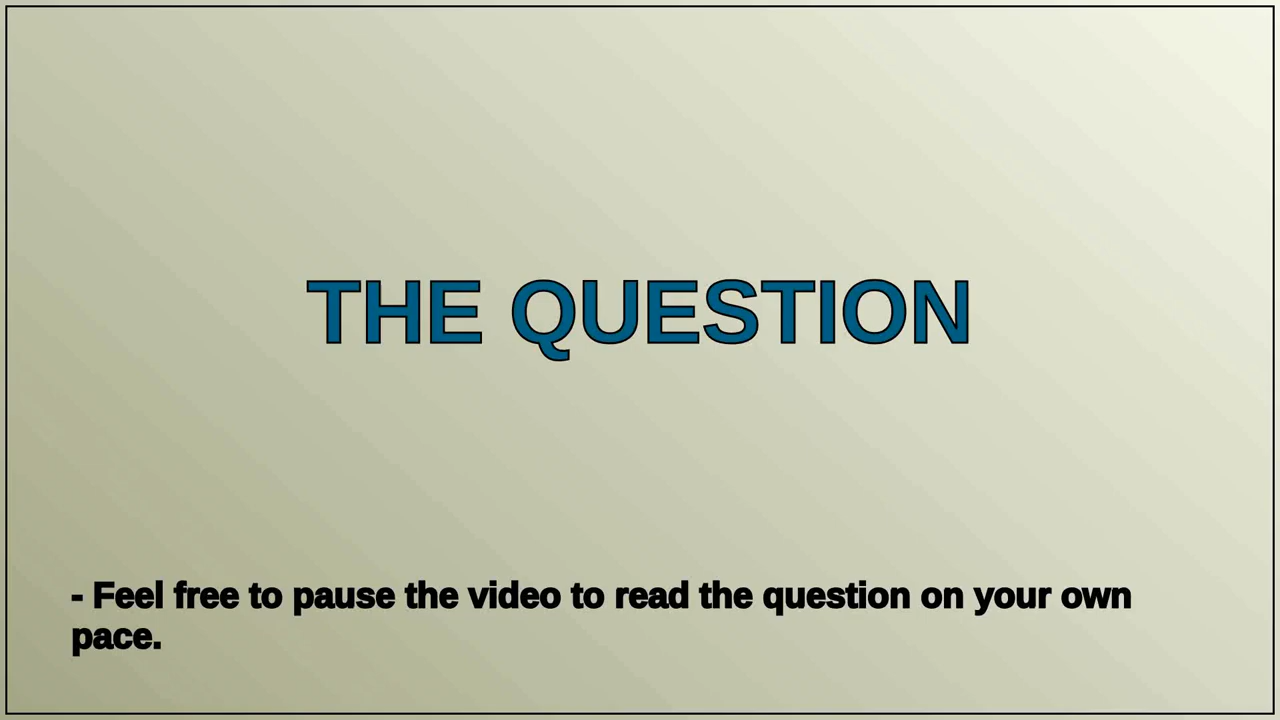 THE QUESTION
- Feel free to pause the video to read the question on your own
pace.